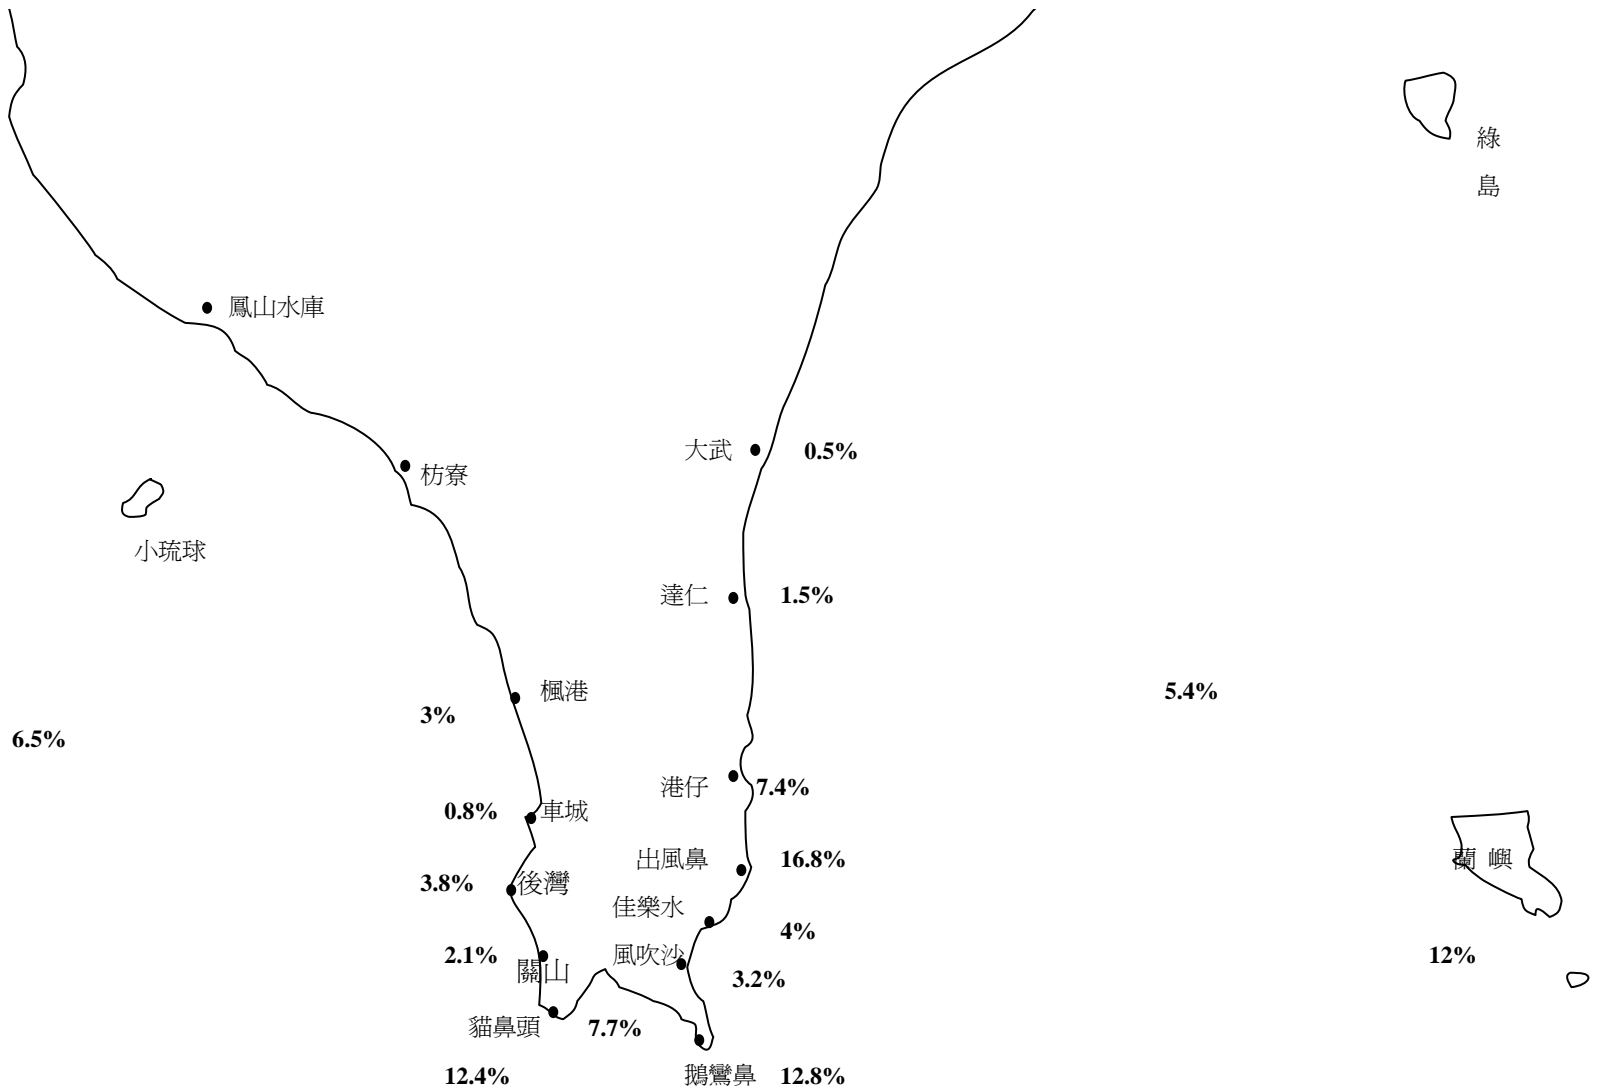 綠
島
鳳山水庫
大武
0.5%
枋寮
小琉球
達仁
1.5%
楓港
5.4%
3%
6.5%
港仔
7.4%
0.8%
車城
出風鼻
16.8%
蘭 嶼
3.8%
後灣
佳樂水
4%
2.1%
關山
風吹沙
3.2%
12%
貓鼻頭
7.7%
12.4%
鵝鸞鼻
12.8%